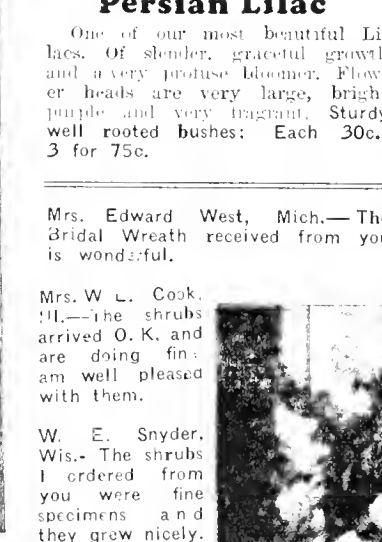 Persian Lilac
One of our most beautiful Li
lacs. Of slender, graceful growth
and a very profuse bloomer. Flow
er heads are very large, brigh
purple and very fragrant. Sturdy
well rooted bushes: Each 30c.
3 for 75c.
Mrs. Edward West, Mich.— The
Bridal Wreath received from you
is wonderful.
Mrs. W L. Cook,
Ill.—The shrubs
arrived O. K. and
are doing fine
am well pleased
with them.
W. E. Snyder,
Wis.- The shrubs
I crdered from
you were fine
specimens and
they grew nicely.